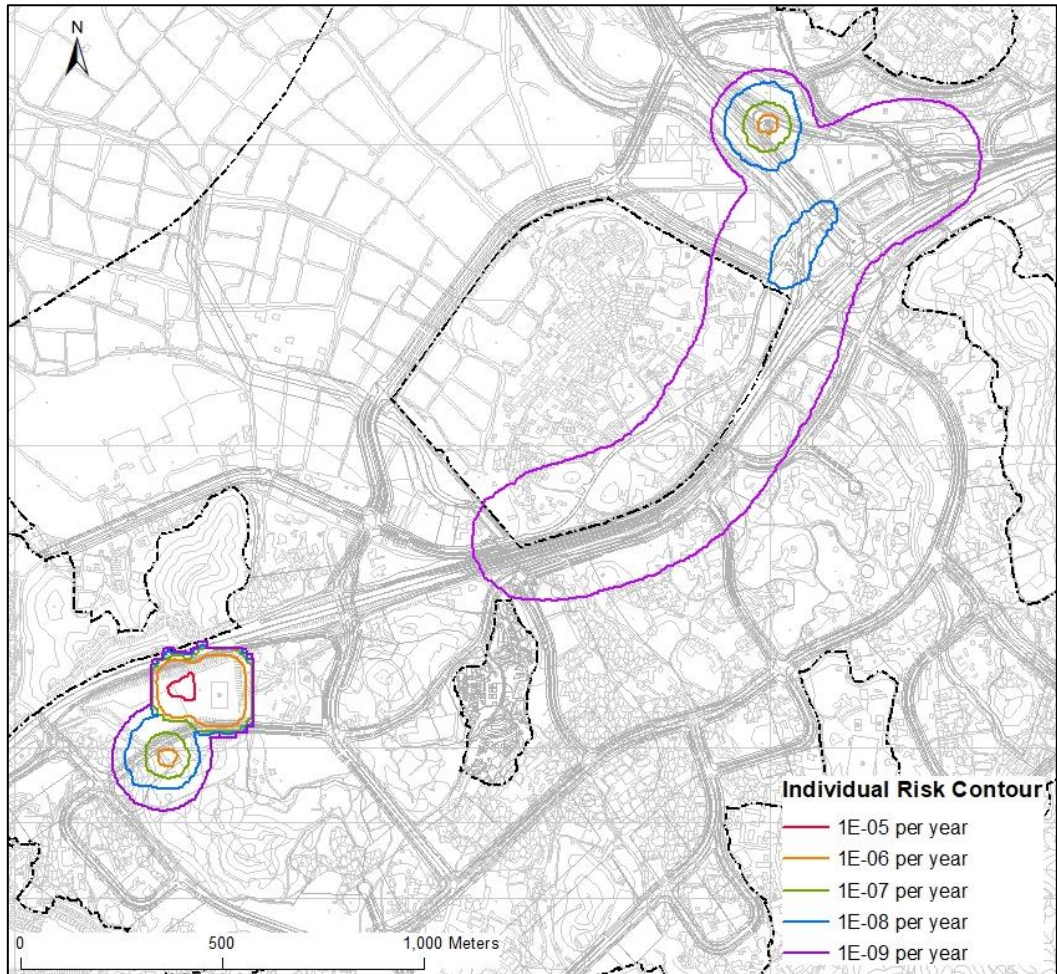 N
Individual Risk Contour
1E-05 per year
1E-06 per year
1E-07 per year
1E-08 per year
1E-09 per year
0 500 1,000 Meters